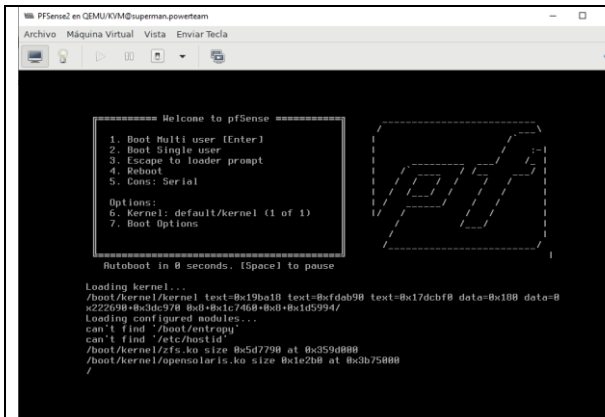 PFSense2 en QEMU/KVM@superman.powerteam
Archivo Máquina Virtual Vista Enviar Tecla
Welcome to pfSense
1. Boot Multi user [Enter]
2. Boot Single user
3. Escape to loader prompt
4. Reboot
5. Cons: Serial
Options:
6. Kernel: default/kernel (1 of 1)
7. Boot Options
Autoboot in 0 seconds. [Space] to pause
Loading kernel...
/boot/kernel/kernel text=0x19ba18 text=0xfdab90 text=0x17dcbf0 data=0x180 data=0
x222690+0x3dc970 0x8+0x1c7460+0x8+0x1d5994/
Loading configured modules...
can't find '/boot/entropy'
can't find '/etc/hostid'
/boot/kernel/zfs.ko size 0x5d7790 at 0x359d000
/boot/kernel/opensolaris.ko size 0x1e2b0 at 0x3b75000
/